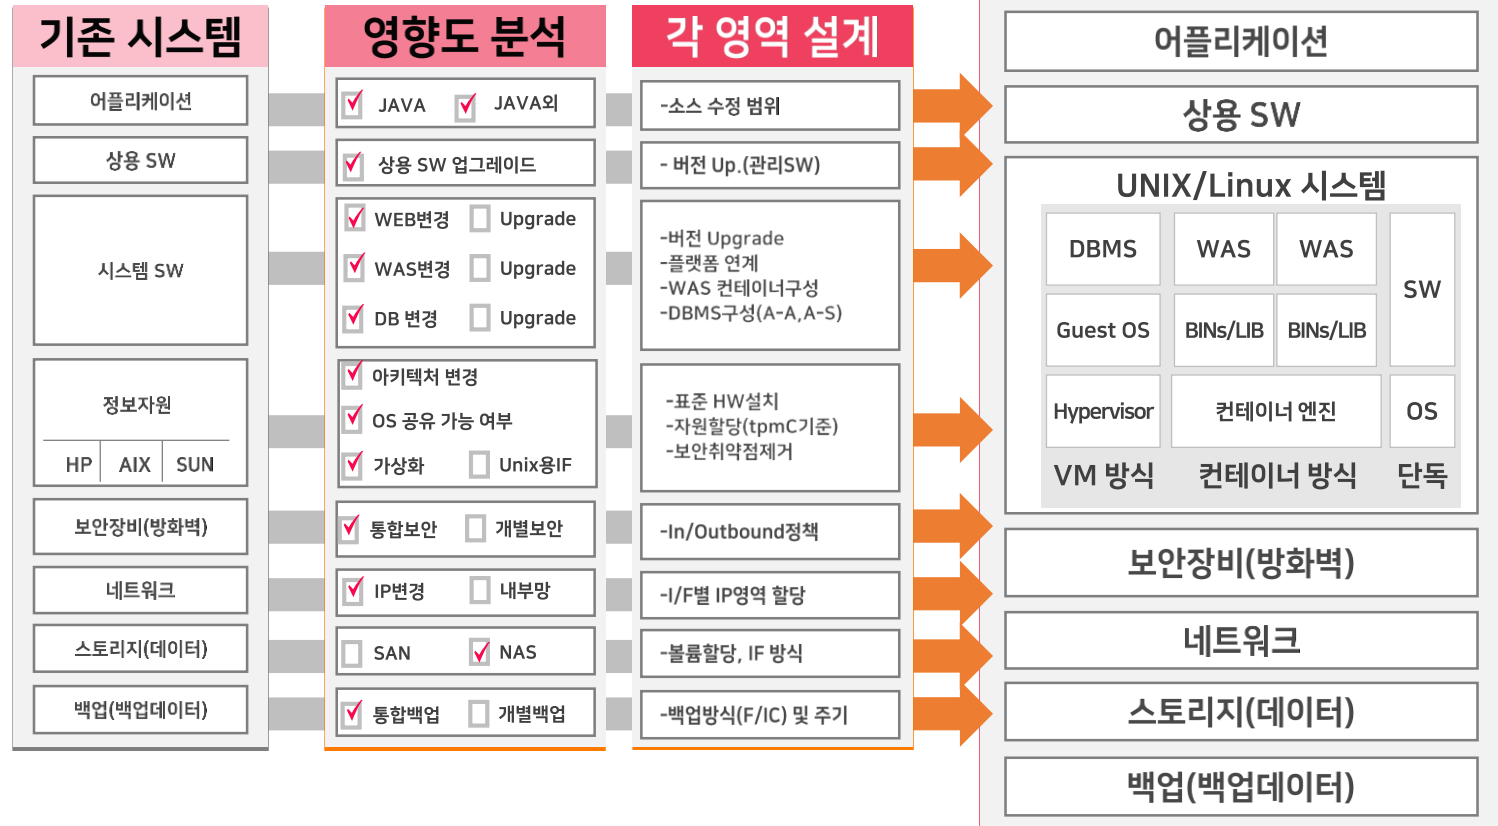 기존 시스템
어플리케이션
상용 SW
시스템 SW
정보자원
HP AIX SUN
보안장비(방화벽)
네트워크
스토리지(데이터)
백업(백업데이터)
영향도 분석
JAVA JAVA외
상용 SW 업그레이드
WEB변경 Upgrade
WAS변경 Upgrade
DB 변경 Upgrade
아키텍처 변경
OS 공유 가능 여부
가상화 Unix용IF
통합보안 개별보안
IP변경 내부망
SAN NAS
통합백업 개별백업
각 영역 설계
-소스 수정 범위
- 버전 Up.(관리SW)
-버전 Upgrade
-플랫폼 연계
-WAS 컨테이너구성
-DBMS구성(A-A,A-S)
-표준 HW설치
-자원할당(tpmC기준)
-보안취약점제거
-In/Outbound정책
-I/F별 IP영역 할당
-볼륨할당, IF 방식
-백업방식(F/IC) 및 주기
어플리케이션
상용 SW
UNIX/Linux 시스템
DBMS WAS WAS
SW
Guest OS BINs/LIB BINs/LIB
Hypervisor 컨테이너 엔진 OS
VM 방식 컨테이너 방식 단독
보안장비(방화벽)
네트워크
스토리지(데이터)
백업(백업데이터)